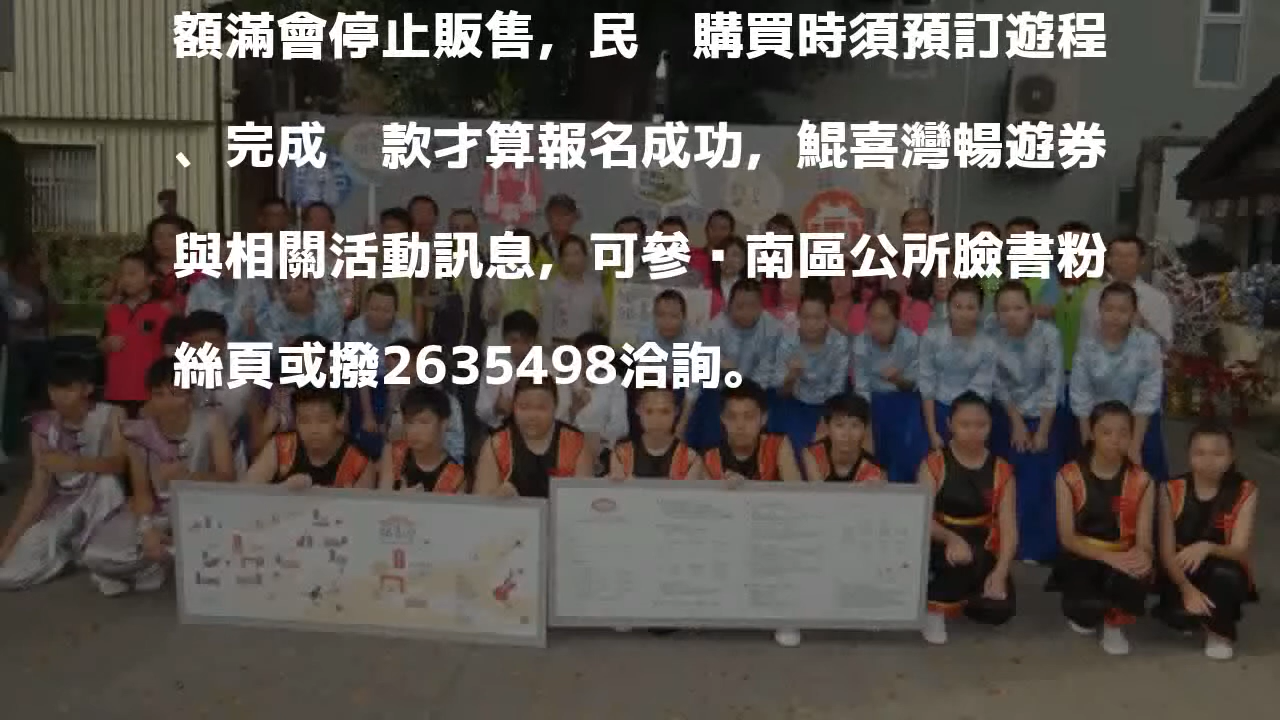 額滿會停止販售，民　購買時須預訂遊程
、完成　款才算報名成功，鯤喜灣暢遊券
與相關活動訊息，可參·南區公所臉書粉
絲頁或撥2635498洽詢。